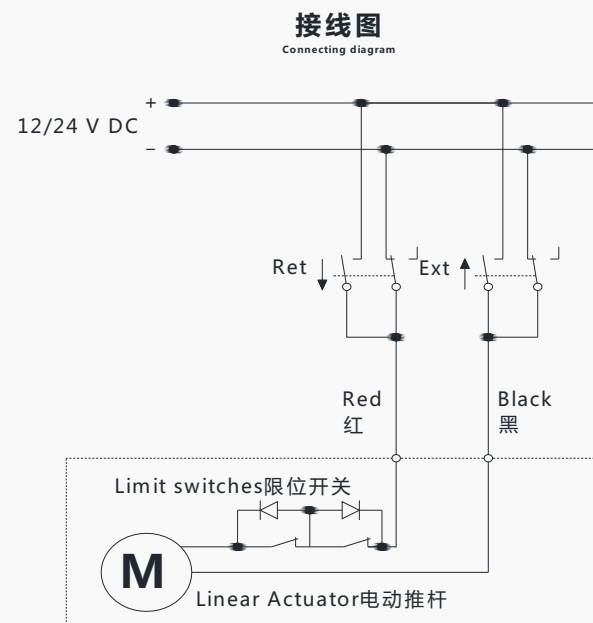 接线图
Connecting diagram
+
12/24 V DC
−
Ret
Ext
Red
红
Black
黑
Limit switches限位开关
M
Linear Actuator电动推杆